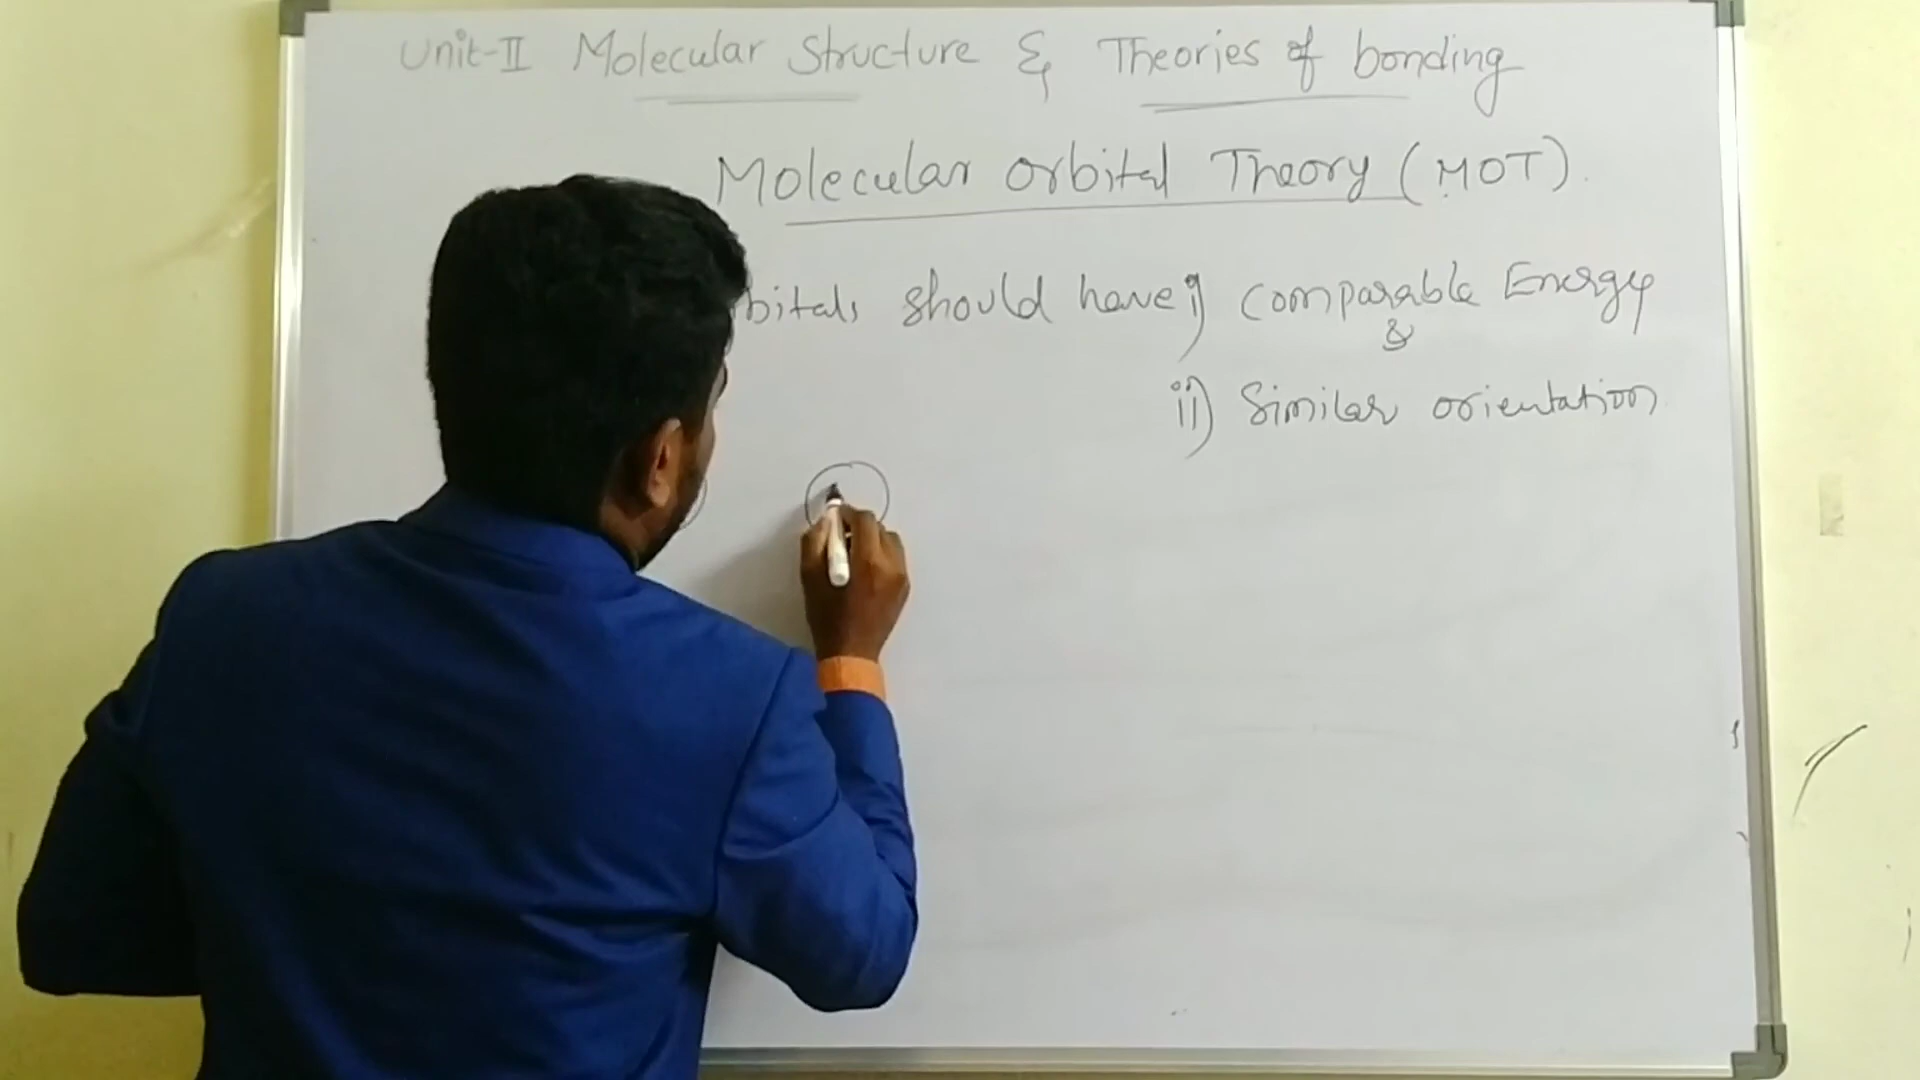 Unit-II Molecular Structure & Theories of bonding
Molecular orbital Theory (MOT).
bitals should have i) comparable Energy
&
ii) Similar orientation